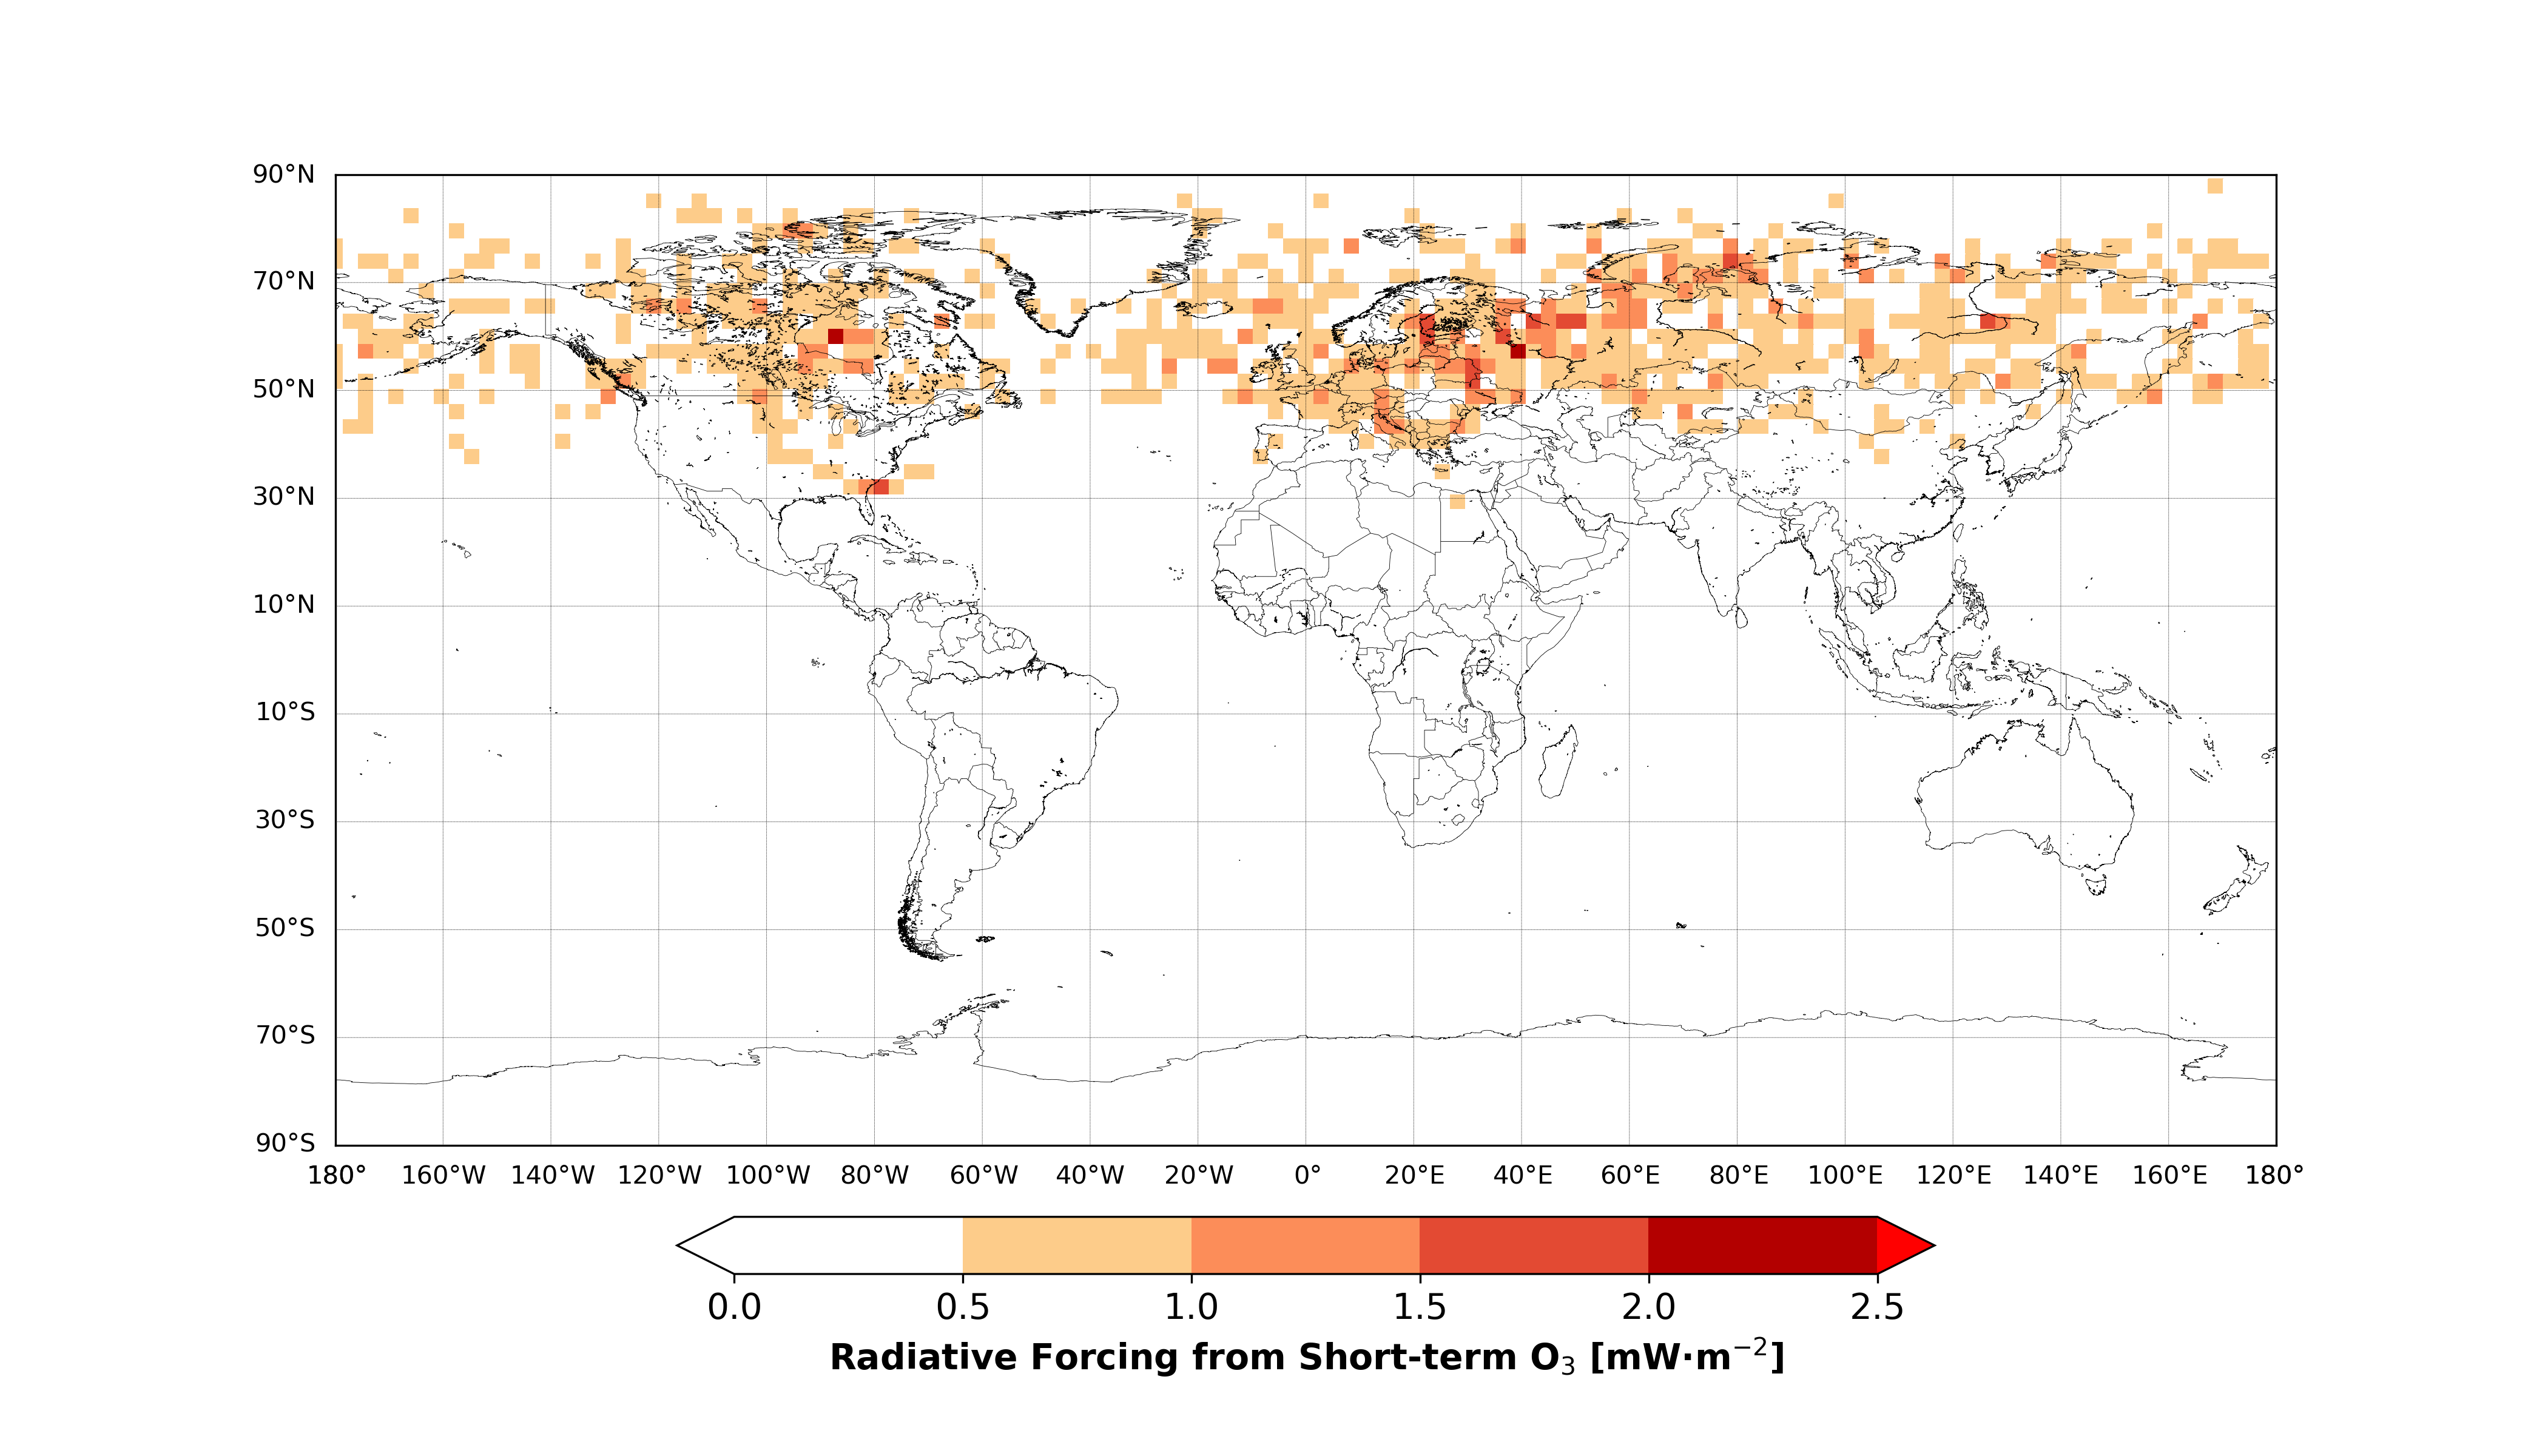 90°N
70°N
50°N
30°N
10°N
10°S
30°S
50°S
70°S
90°S
180° 160°W 140°W 120°W 100°W 80°W 60°W 40°W 20°W 0° 20°E 40°E 60°E 80°E 100°E 120°E 140°E 160°E 180°
0.0 0.5 1.0 1.5 2.0 2.5
Radiative Forcing from Short-term O₃ [mW·m⁻²]